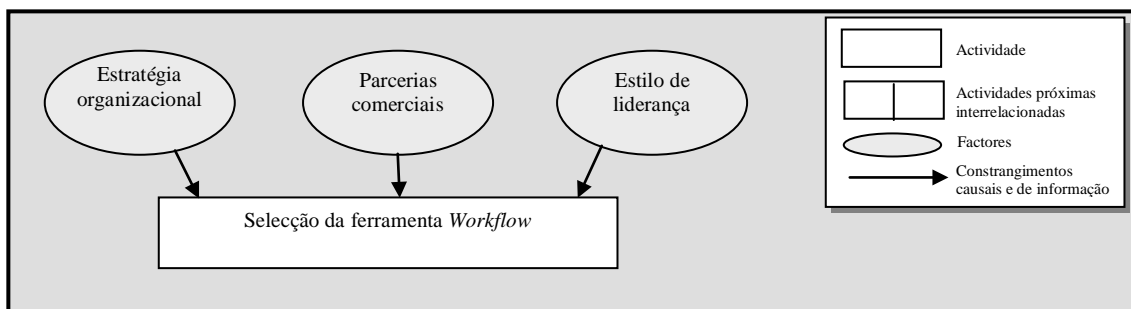 Estratégia
organizacional
Parcerias
comerciais
Estilo de
liderança
Selecção da ferramenta Workflow
Actividade
Actividades próximas
interrelacionadas
Factores
Constrangimentos
causais e de informação